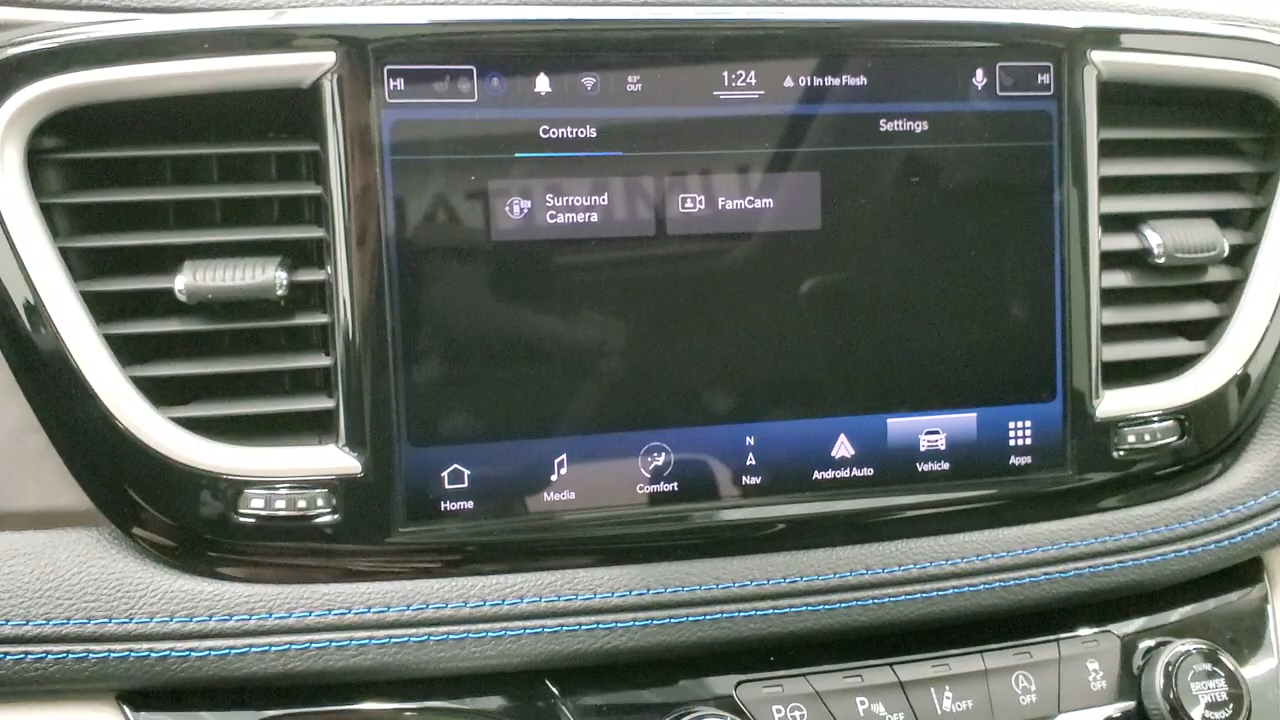 HI
63°
OUT
1:24
01 In the Flesh
HI
Controls
Settings
Surround
Camera
FamCam
Home
Media
Comfort
N
Nav
Android Auto
Vehicle
Apps
P
P OFF
OFF
A
OFF
OFF
TUNE
BROWSE
ENTER
SCROLL